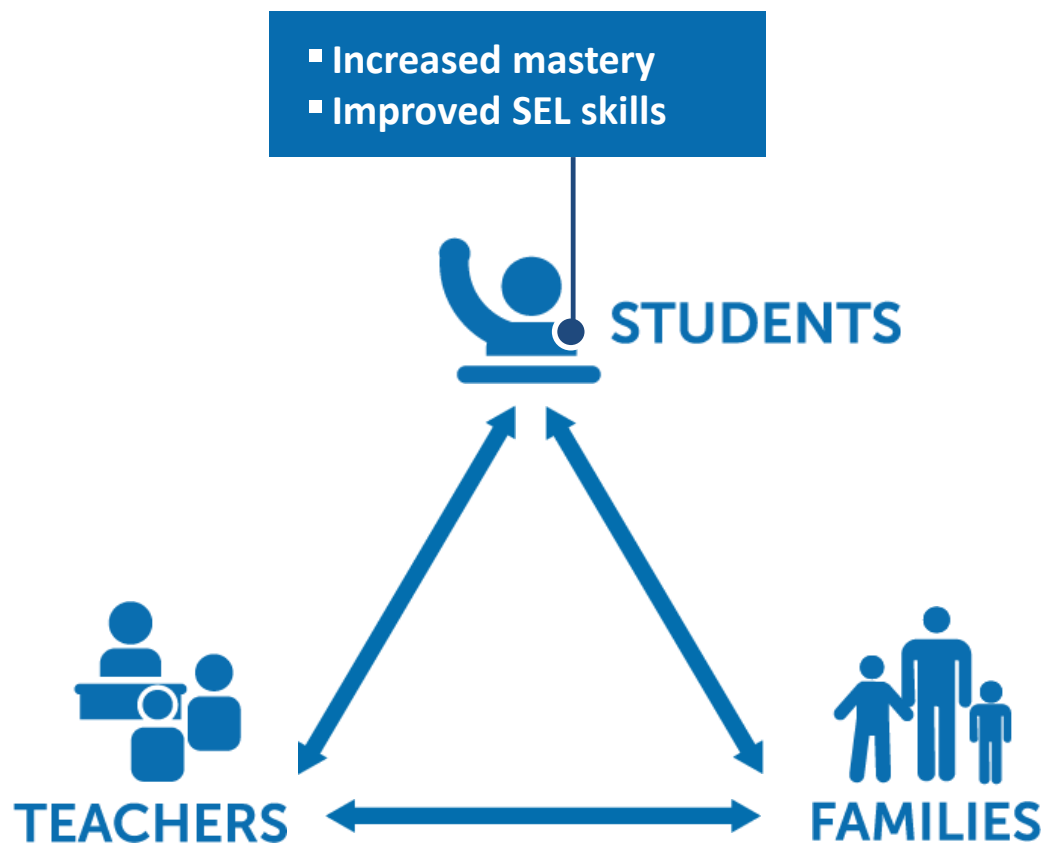 ▪ Increased mastery
▪ Improved SEL skills
STUDENTS
TEACHERS
FAMILIES